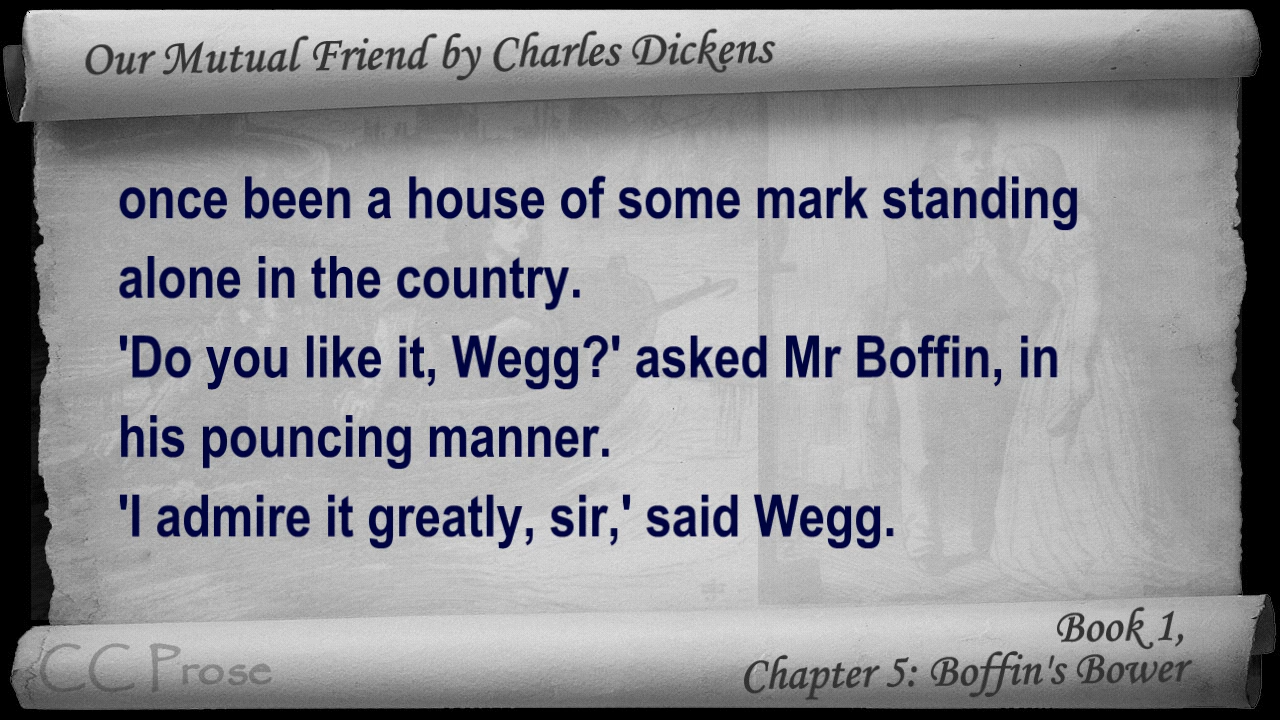 Our Mutual Friend by Charles Dickens
once been a house of some mark standing
alone in the country.
'Do you like it, Wegg?' asked Mr Boffin, in
his pouncing manner.
'I admire it greatly, sir,' said Wegg.
CC Prose
Book 1,
Chapter 5: Boffin's Bower